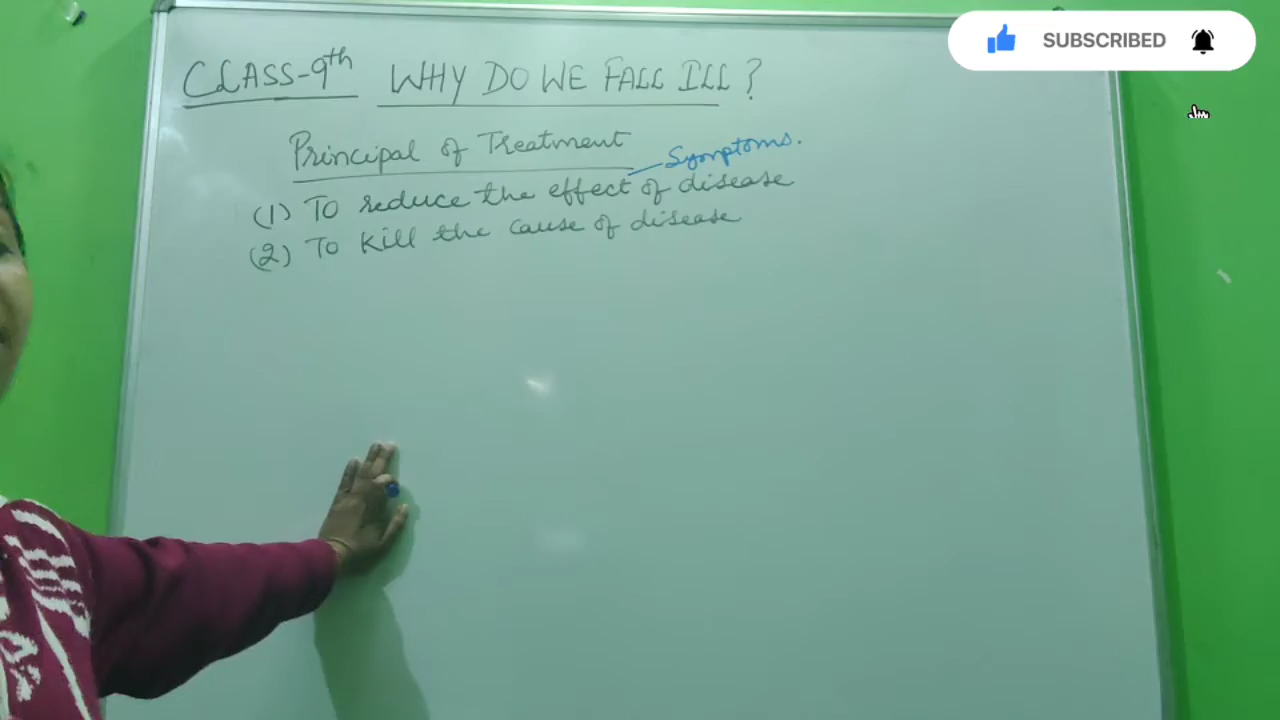 SUBSCRIBED
CLASS-9th WHY DO WE FALL ILL?
Principal of Treatment
Symptoms.
(1) To reduce the effect of disease
(2) To kill the cause of disease